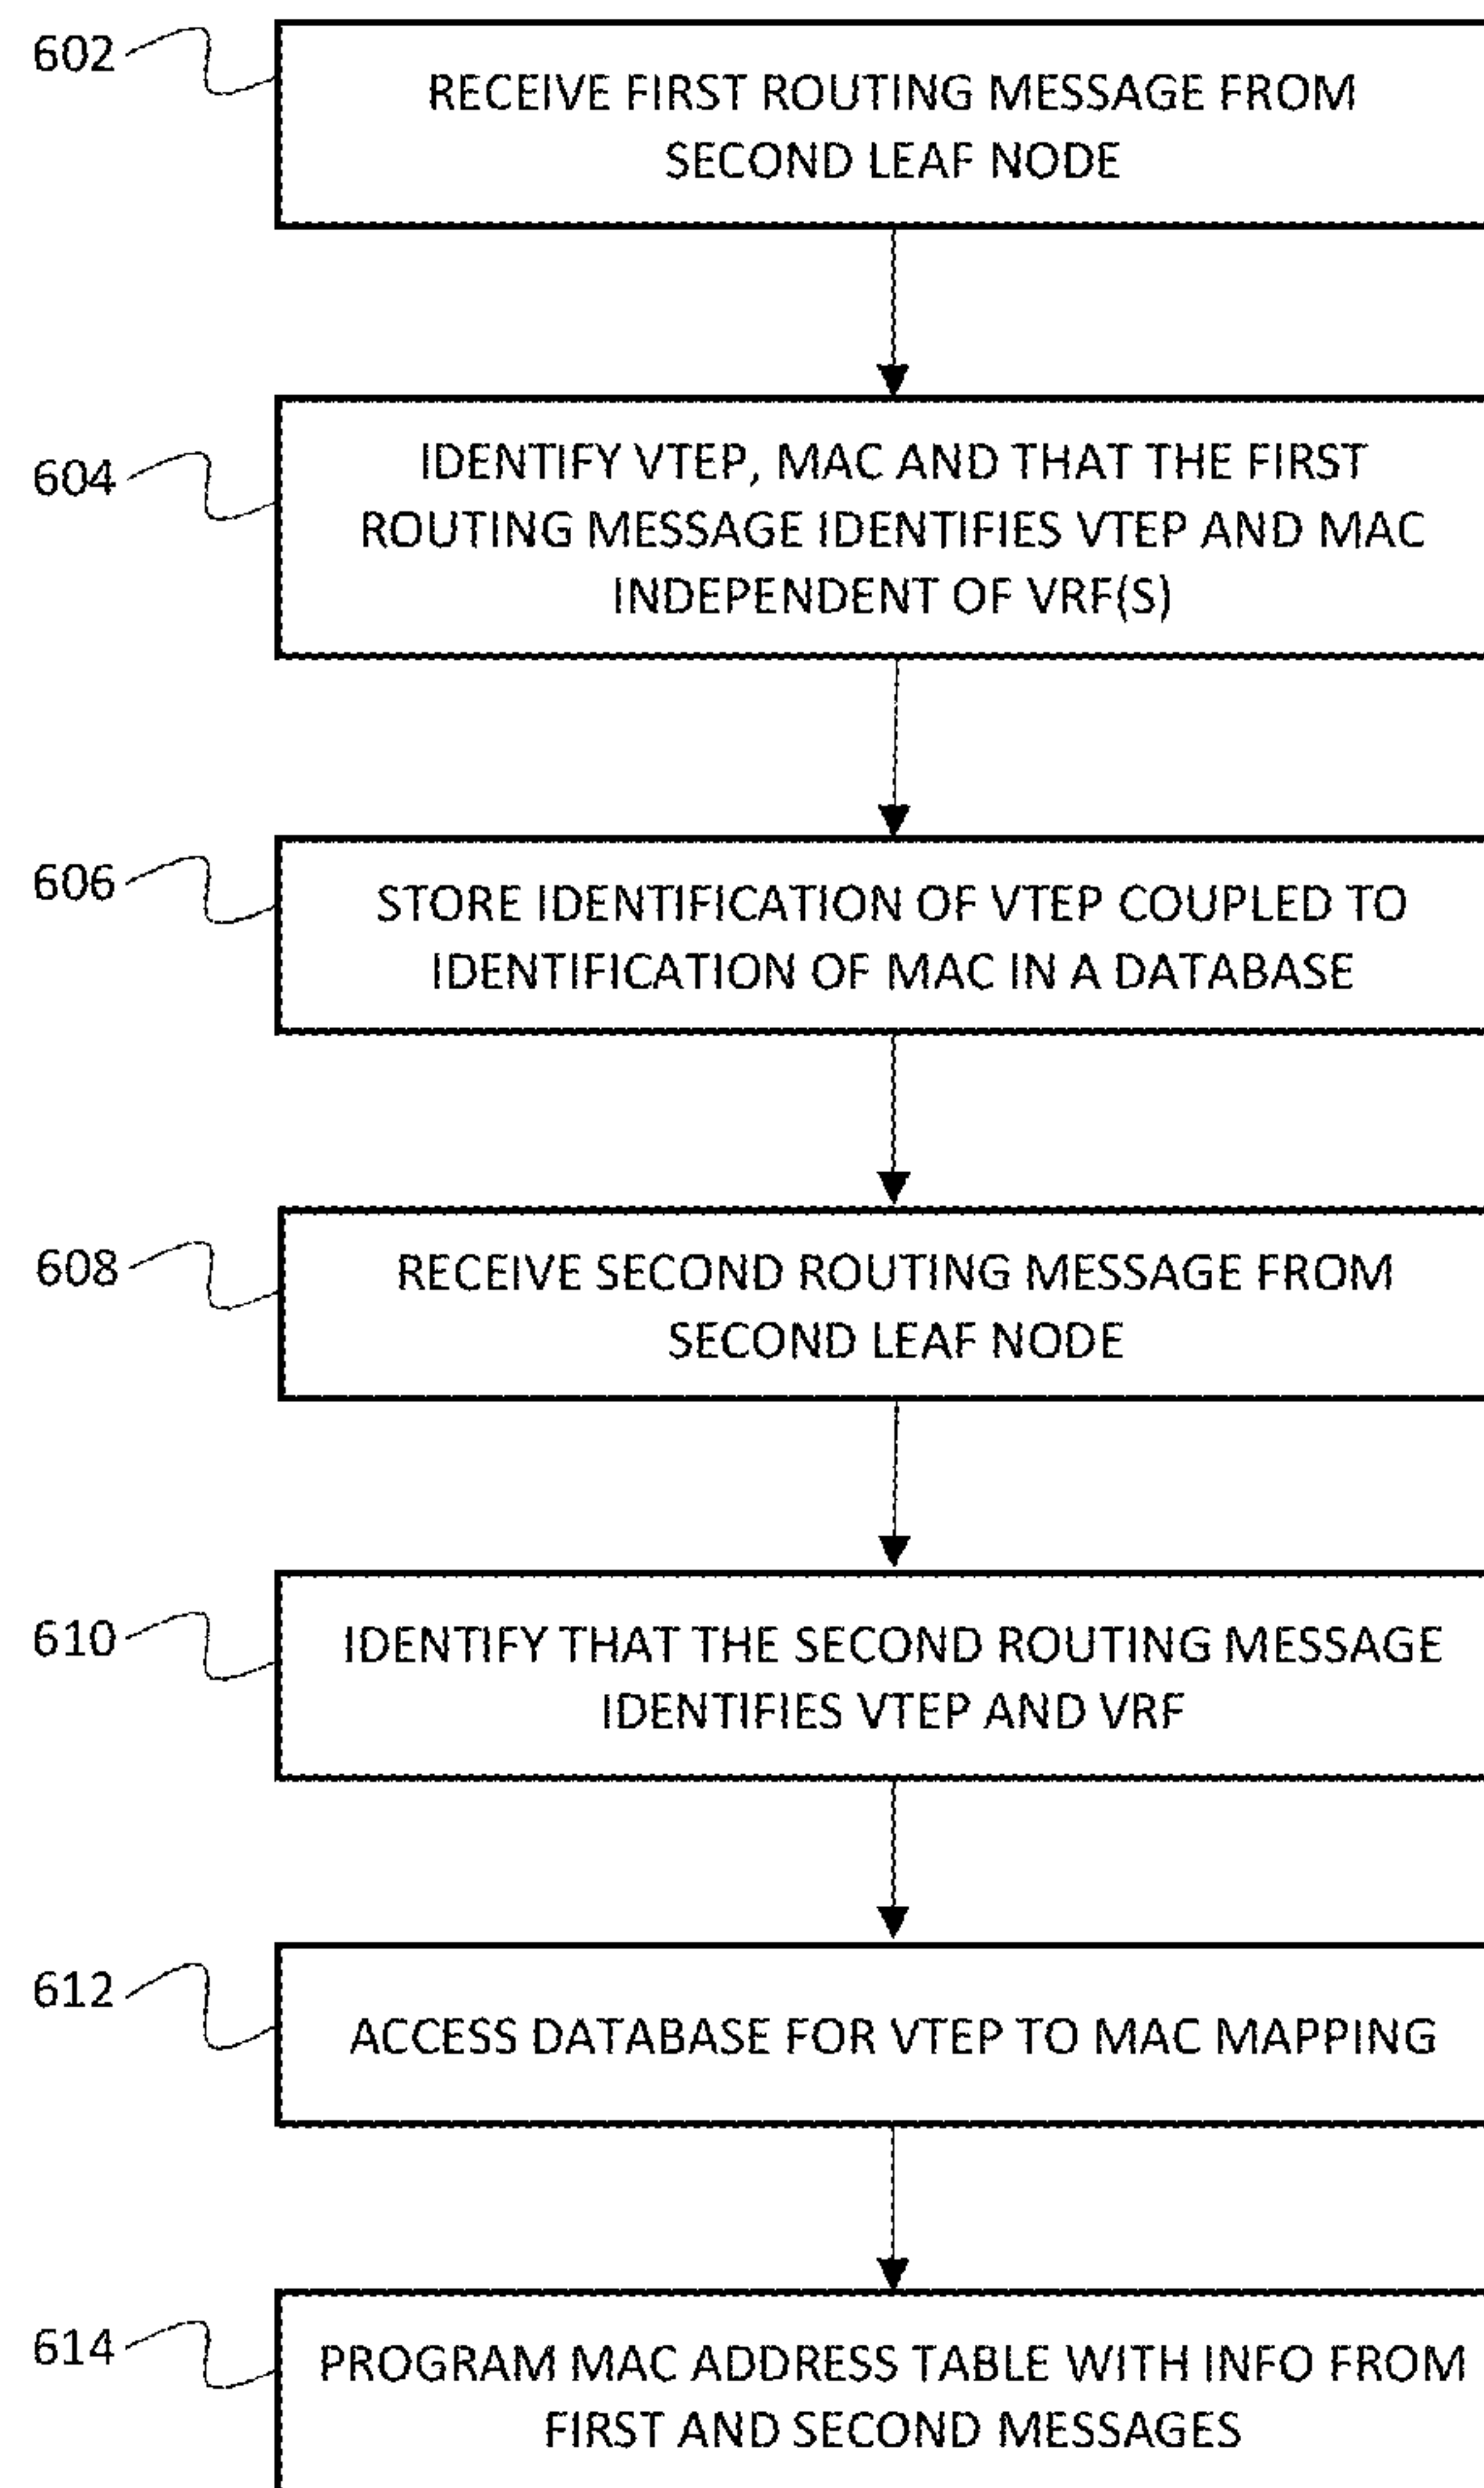 602
RECEIVE FIRST ROUTING MESSAGE FROM
SECOND LEAF NODE
604
IDENTIFY VTEP, MAC AND THAT THE FIRST
ROUTING MESSAGE IDENTIFIES VTEP AND MAC
INDEPENDENT OF VRF(S)
606
STORE IDENTIFICATION OF VTEP COUPLED TO
IDENTIFICATION OF MAC IN A DATABASE
608
RECEIVE SECOND ROUTING MESSAGE FROM
SECOND LEAF NODE
610
IDENTIFY THAT THE SECOND ROUTING MESSAGE
IDENTIFIES VTEP AND VRF
612
ACCESS DATABASE FOR VTEP TO MAC MAPPING
614
PROGRAM MAC ADDRESS TABLE WITH INFO FROM
FIRST AND SECOND MESSAGES